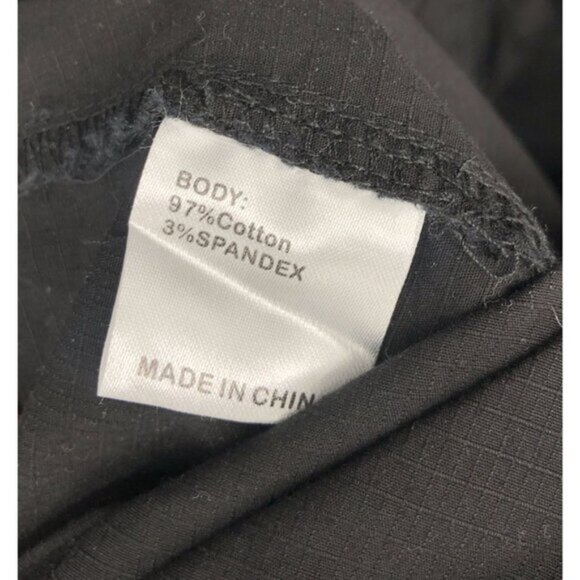 BODY:
97%Cotton
3%SPANDEX
MADE IN CHIN